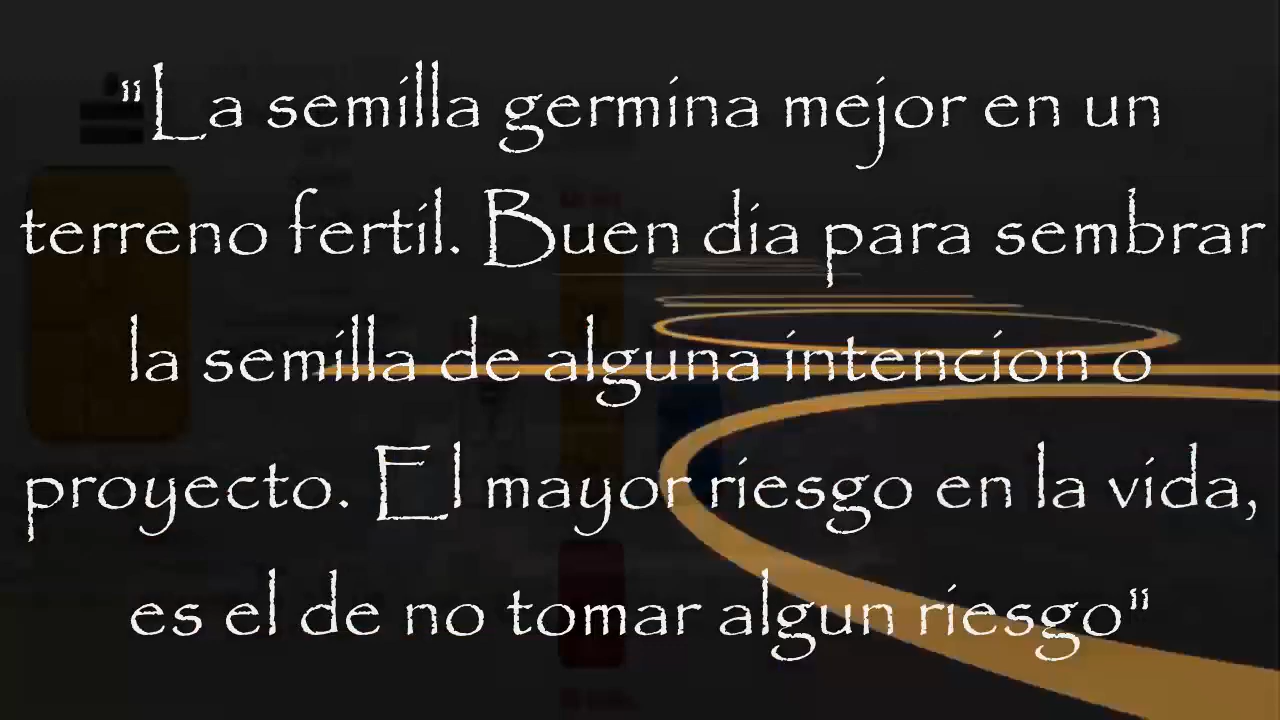 "La semilla germina mejor en un
terreno fertil. Buen dia para sembrar
la semilla de alguna intencion o
proyecto. El mayor riesgo en la vida,
es el de no tomar algun riesgo"